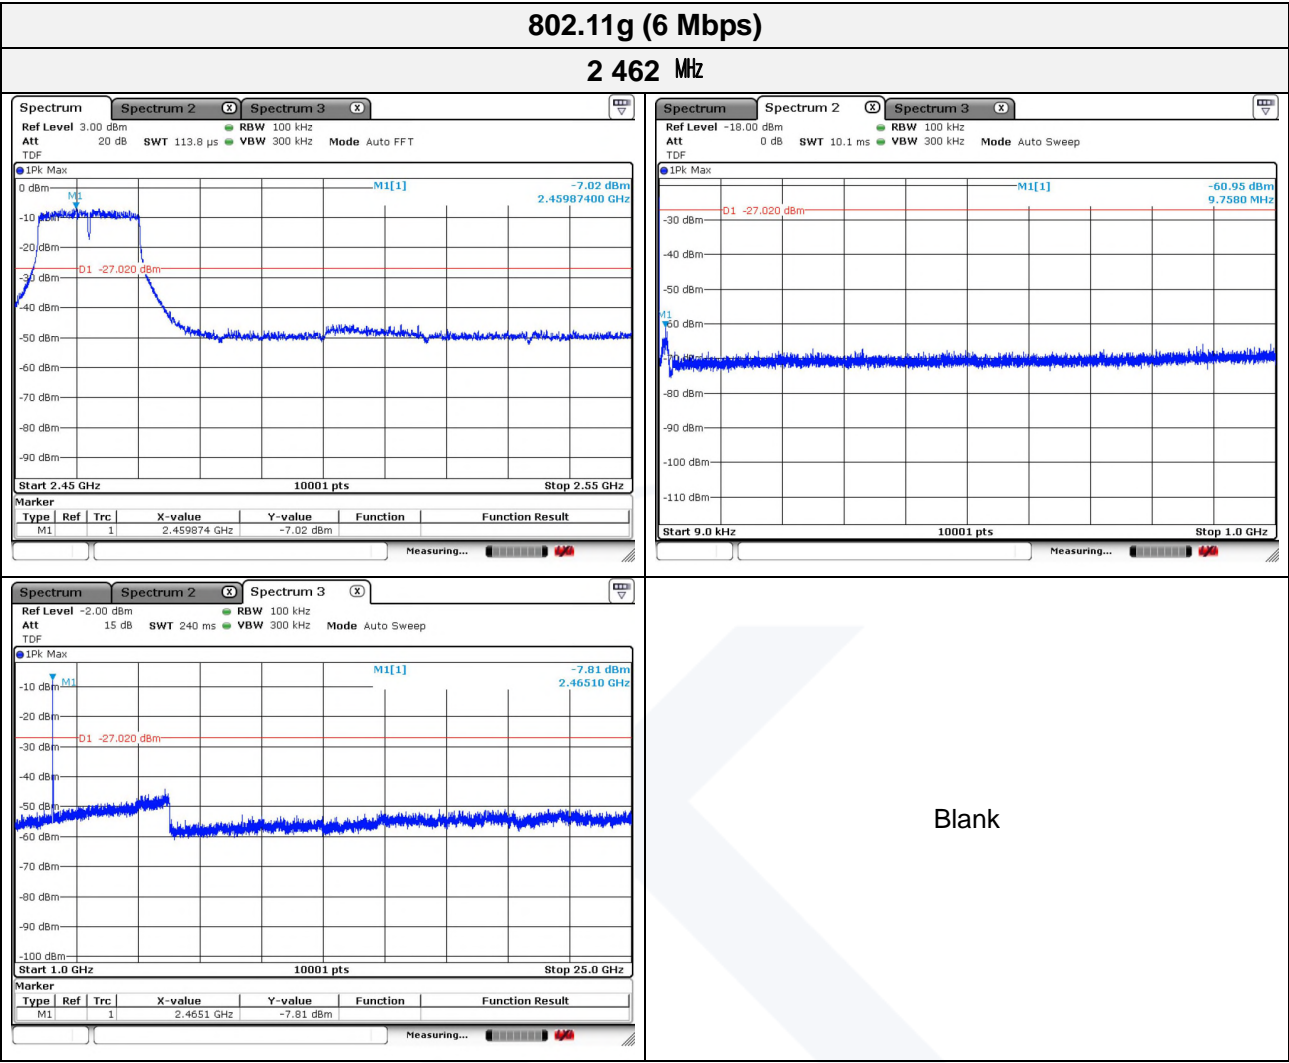 802.11g (6 Mbps)
2 462 ㎒
Spectrum Spectrum 2 X Spectrum 3 X
Ref Level 3.00 dBm RBW 100 kHz
Att 20 dB SWT 113.8 µs VBW 300 kHz Mode Auto FFT
TDF
1Pk Max
M1[1] -7.02 dBm
2.45987400 GHz
0 dBm
M1
-10 dBm
-20 dBm
D1 -27.020 dBm
-30 dBm
-40 dBm
-50 dBm
-60 dBm
-70 dBm
-80 dBm
-90 dBm
Start 2.45 GHz 10001 pts Stop 2.55 GHz
Marker
Type Ref Trc X-value Y-value Function Function Result
M1 1 2.459874 GHz -7.02 dBm
Measuring...
Spectrum Spectrum 2 X Spectrum 3 X
Ref Level -18.00 dBm RBW 100 kHz
Att 0 dB SWT 10.1 ms VBW 300 kHz Mode Auto Sweep
TDF
1Pk Max
M1[1] -60.95 dBm
9.7580 MHz
D1 -27.020 dBm
-30 dBm
-40 dBm
-50 dBm
M1
-60 dBm
-70 dBm
-80 dBm
-90 dBm
-100 dBm
-110 dBm
Start 9.0 kHz 10001 pts Stop 1.0 GHz
Measuring...
Spectrum Spectrum 2 X Spectrum 3 X
Ref Level -2.00 dBm RBW 100 kHz
Att 15 dB SWT 240 ms VBW 300 kHz Mode Auto Sweep
TDF
1Pk Max
M1[1] -7.81 dBm
2.46510 GHz
-10 dBm M1
-20 dBm
D1 -27.020 dBm
-30 dBm
-40 dBm
-50 dBm
-60 dBm
-70 dBm
-80 dBm
-90 dBm
-100 dBm
Start 1.0 GHz 10001 pts Stop 25.0 GHz
Marker
Type Ref Trc X-value Y-value Function Function Result
M1 1 2.4651 GHz -7.81 dBm
Measuring...
Blank